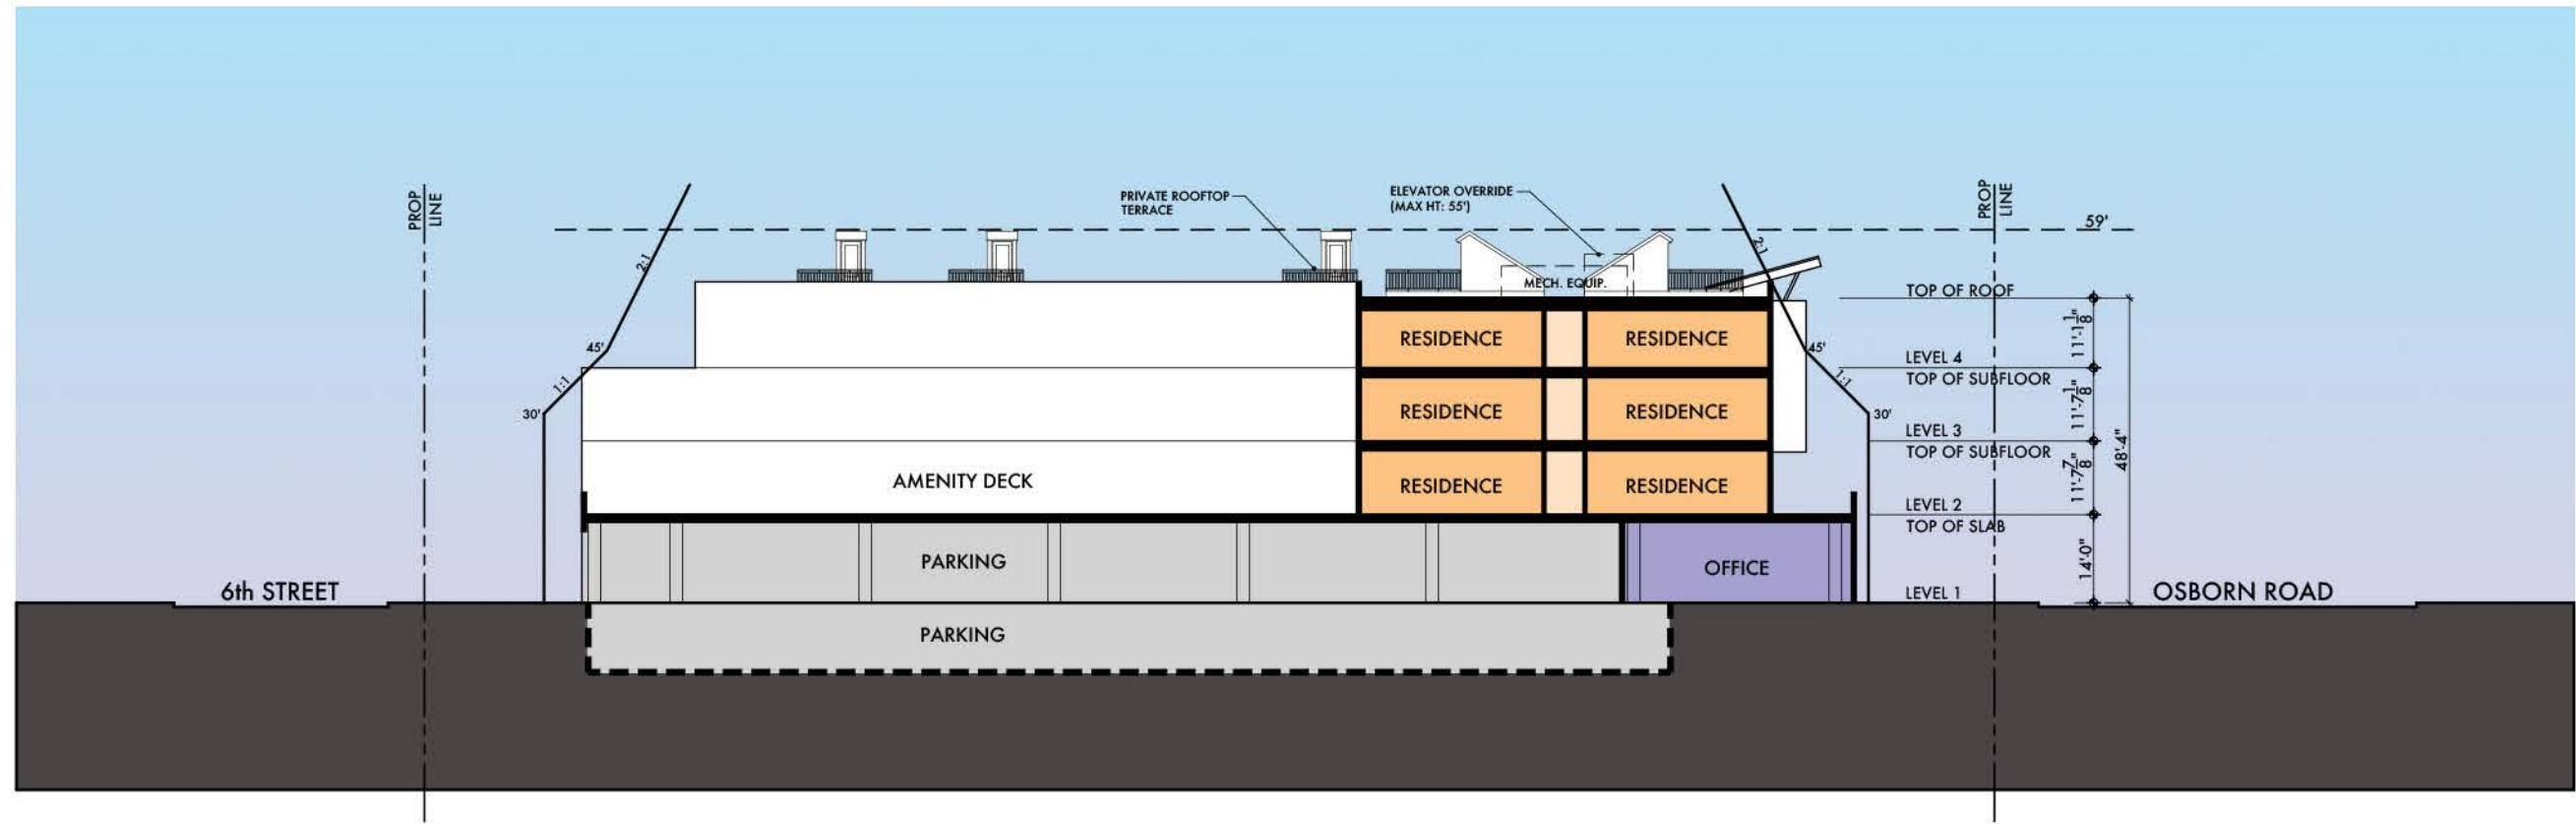 PROP
LINE
PRIVATE ROOFTOP
TERRACE
ELEVATOR OVERRIDE
(MAX HT: 55')
PROP
LINE
59'
2:1
2:1
MECH. EQUIP.
TOP OF ROOF
45'
1:1
30'
45'
1:1
30'
RESIDENCE
RESIDENCE
11'-1 1/8"
LEVEL 4
TOP OF SUBFLOOR
RESIDENCE
RESIDENCE
11'-7 1/8"
LEVEL 3
TOP OF SUBFLOOR
48'-4"
AMENITY DECK
RESIDENCE
RESIDENCE
11'-7 7/8"
LEVEL 2
TOP OF SLAB
PARKING
OFFICE
14'-0"
6th STREET
LEVEL 1
OSBORN ROAD
PARKING